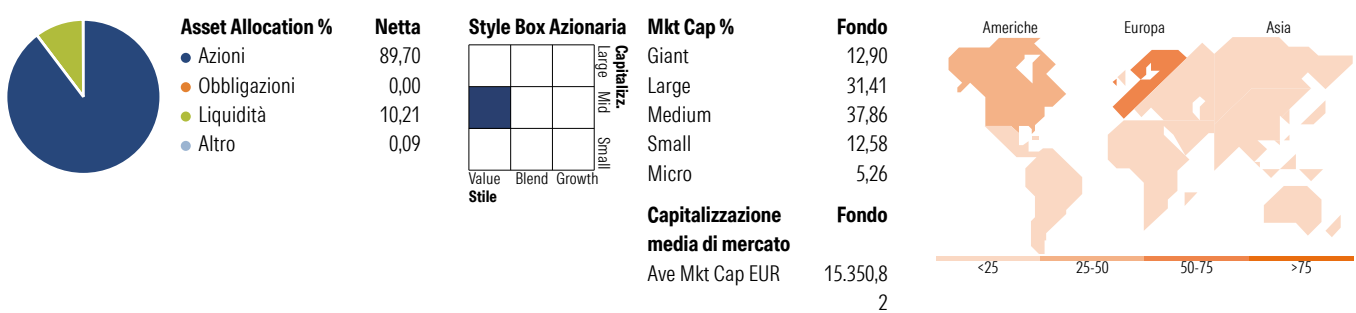 Asset Allocation % Netta
Azioni 89,70
Obbligazioni 0,00
Liquidità 10,21
Altro 0,09
Style Box Azionaria
Capitalizz.
Large
Mid
Small
Value Blend Growth
Stile
Mkt Cap % Fondo
Giant 12,90
Large 31,41
Medium 37,86
Small 12,58
Micro 5,26
Capitalizzazione Fondo
media di mercato
Ave Mkt Cap EUR 15.350,8
2
Americhe Europa Asia
<25 25-50 50-75 >75